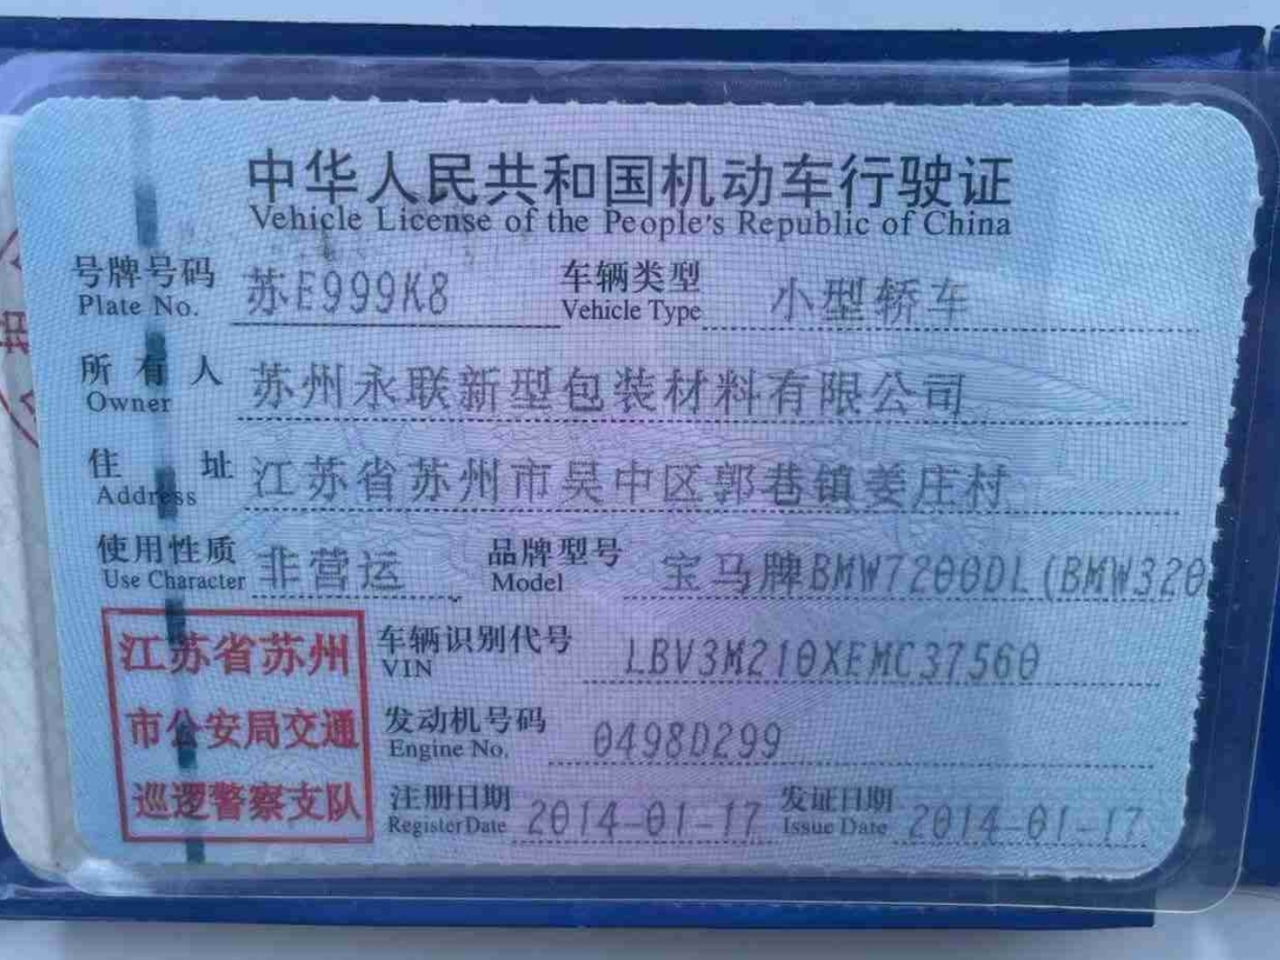 中华人民共和国机动车行驶证
Vehicle License of the People's Republic of China
号牌号码 苏E999K8 车辆类型 小型轿车
Plate No. Vehicle Type
所有人 苏州永联新型包装材料有限公司
Owner
住址 江苏省苏州市吴中区郭巷镇姜庄村
Address
使用性质 非营运 品牌型号 宝马牌BMW7200DL(BMW320
Use Character Model
江苏省苏州
市公安局交通
巡逻警察支队
车辆识别代号 LBV3M210XEMC37560
VIN
发动机号码 0498D299
Engine No.
注册日期 2014-01-17 发证日期 2014-01-17
Register Date Issue Date